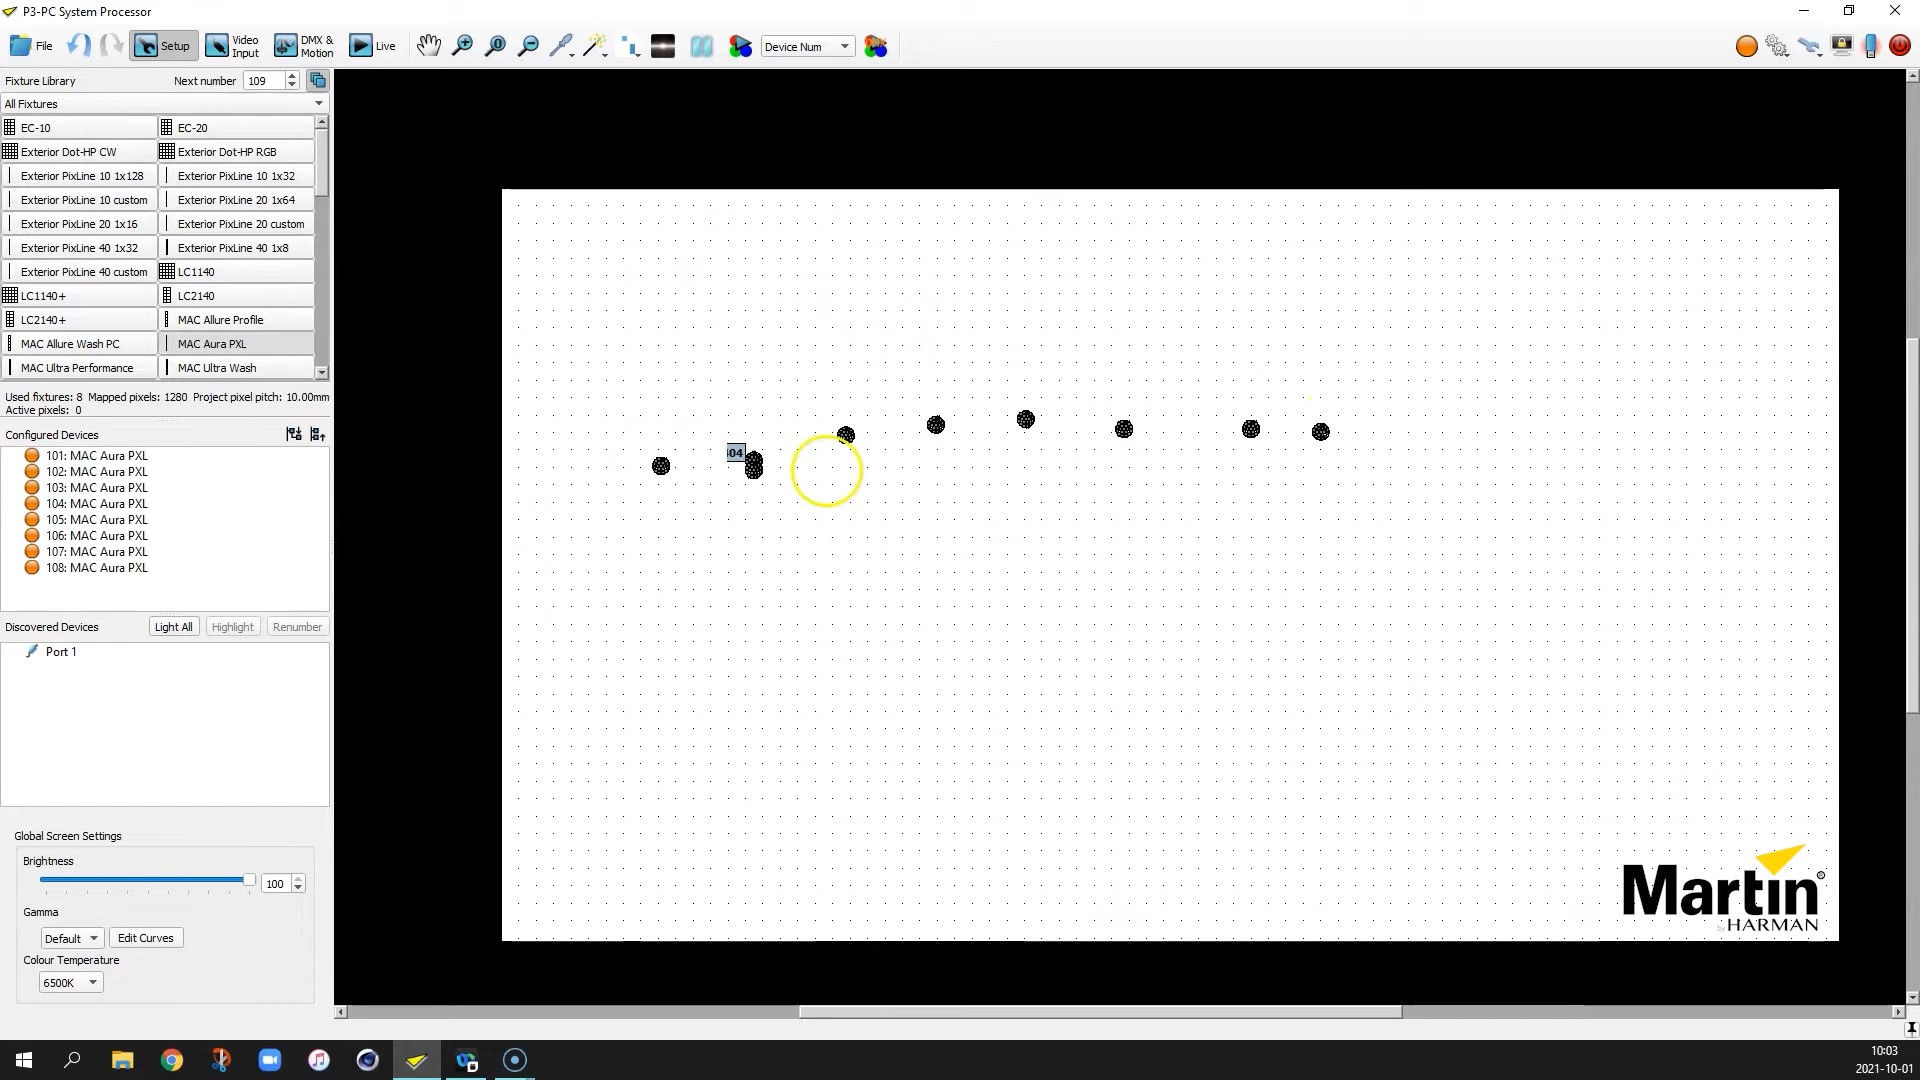 P3-PC System Processor
File
Setup
Video Input
DMX & Motion
Live
Device Num
Fixture Library
Next number
109
All Fixtures
EC-10
EC-20
Exterior Dot-HP CW
Exterior Dot-HP RGB
Exterior PixLine 10 1x128
Exterior PixLine 10 1x32
Exterior PixLine 10 custom
Exterior PixLine 20 1x64
Exterior PixLine 20 1x16
Exterior PixLine 20 custom
Exterior PixLine 40 1x32
Exterior PixLine 40 1x8
Exterior PixLine 40 custom
LC1140
LC1140+
LC2140
LC2140+
MAC Allure Profile
MAC Allure Wash PC
MAC Aura PXL
MAC Ultra Performance
MAC Ultra Wash
Used fixtures: 8 Mapped pixels: 1280 Project pixel pitch: 10.00mm
Active pixels: 0
Configured Devices
101: MAC Aura PXL
102: MAC Aura PXL
103: MAC Aura PXL
104: MAC Aura PXL
105: MAC Aura PXL
106: MAC Aura PXL
107: MAC Aura PXL
108: MAC Aura PXL
Discovered Devices
Light All
Highlight
Renumber
Port 1
Global Screen Settings
Brightness
100
Gamma
Default
Edit Curves
Colour Temperature
6500K
Martin®
by HARMAN
10:03
2021-10-01